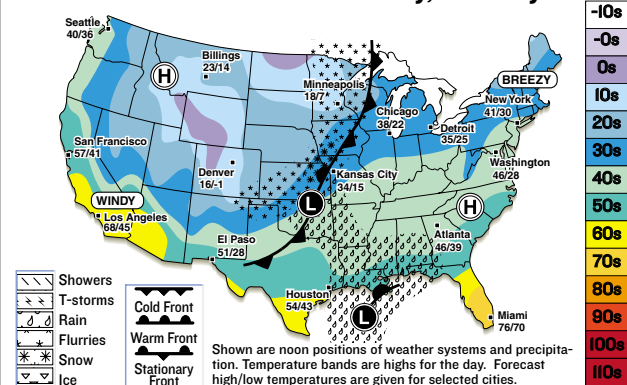 Seattle
40/36
Billings
23/14
H
Minneapolis
18/7
BREEZY
New York
41/30
Chicago
38/22
Detroit
35/25
San Francisco
57/41
Denver
16/-1
Kansas City
34/15
Washington
46/28
WINDY
Los Angeles
68/45
L
H
El Paso
51/28
Atlanta
46/39
Houston
54/43
L
Miami
76/70
Showers
T-storms
Rain
Flurries
Snow
Ice
Cold Front
Warm Front
Stationary
Front
Shown are noon positions of weather systems and precipita-
tion. Temperature bands are highs for the day. Forecast
high/low temperatures are given for selected cities.
-10s
-0s
0s
10s
20s
30s
40s
50s
60s
70s
80s
90s
100s
110s